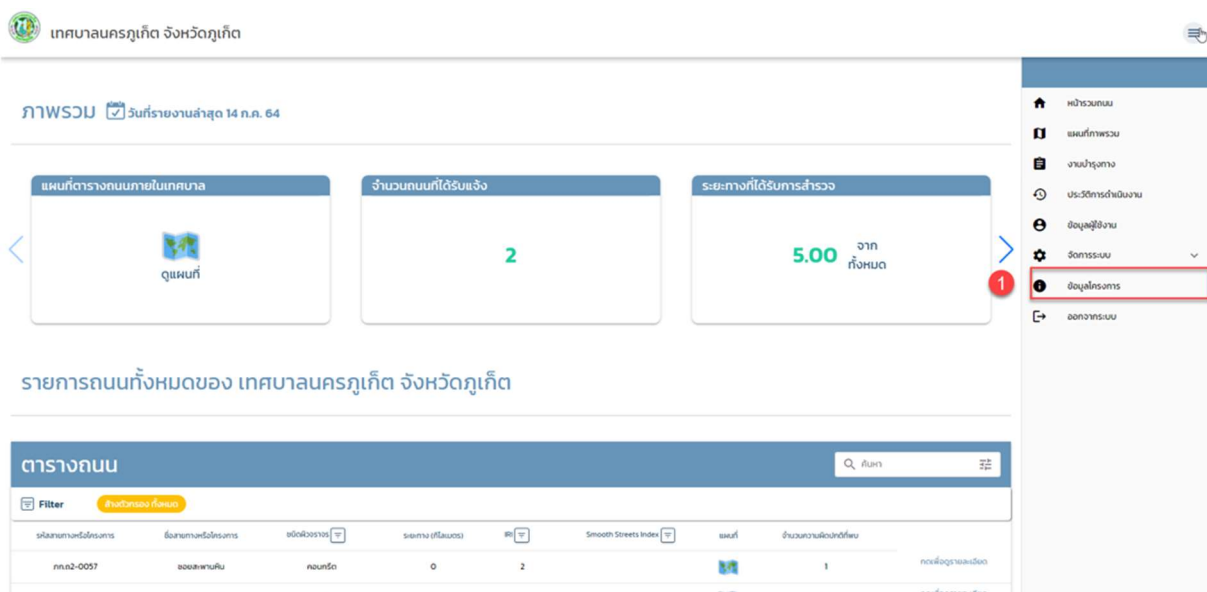 เทศบาลนครภูเก็ต จังหวัดภูเก็ต
ภาพรวม วันที่รายงานล่าสุด 14 ก.ค. 64
แผนที่ตารางถนนภายในเทศบาล
ดูแผนที่
จำนวนถนนที่ได้รับแจ้ง
2
ระยะทางที่ได้รับการสำรวจ
5.00 จาก
ทั้งหมด
หน้ารวมถนน
แผนที่ภาพรวม
งานบำรุงทาง
ประวัติการดำเนินงาน
ข้อมูลผู้ใช้งาน
จัดการระบบ
1
ข้อมูลโครงการ
ออกจากระบบ
รายการถนนทั้งหมดของ เทศบาลนครภูเก็ต จังหวัดภูเก็ต
ตารางถนน
ค้นหา
Filter ล้างตัวกรอง ทั้งหมด
รหัสสายทางหรือโครงการ ชื่อสายทางหรือโครงการ ชนิดผิวจราจร ระยะทาง (กิโลเมตร) IRI Smooth Streets Index แผนที่ จำนวนความผิดปกติที่พบ
ภก.ถ2-0057 ซอยสะพานหิน คอนกรีต 0 2 1 กดเพื่อดูรายละเอียด